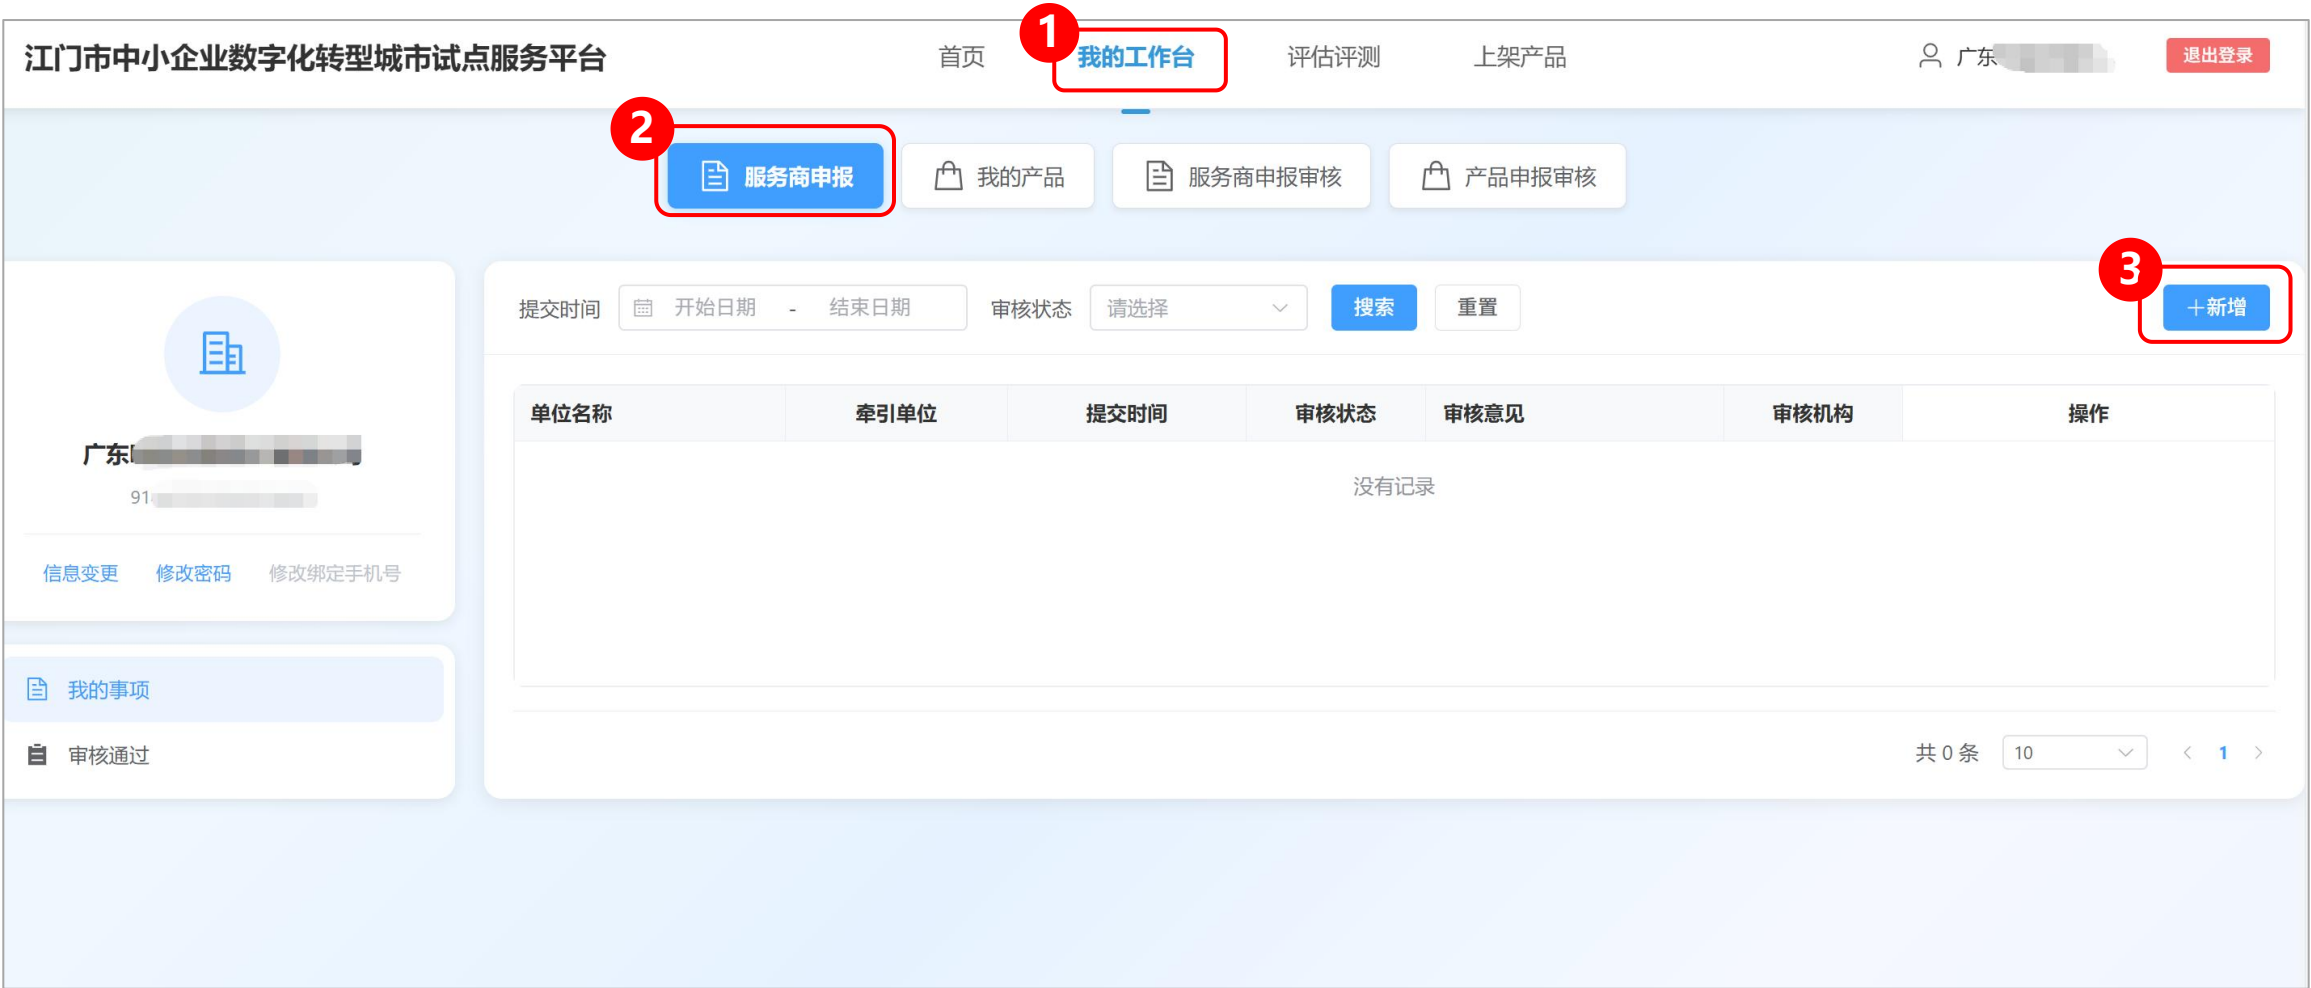 江门市中小企业数字化转型城市试点服务平台
首页
1
我的工作台
评估评测
上架产品
广东
退出登录
2
服务商申报
我的产品
服务商申报审核
产品申报审核
3
提交时间 开始日期 - 结束日期 审核状态 请选择 搜索 重置
+新增
单位名称 牵引单位 提交时间 审核状态 审核意见 审核机构 操作
没有记录
广东
91
信息变更 修改密码 修改绑定手机号
我的事项
审核通过
共 0 条 10 < 1 >